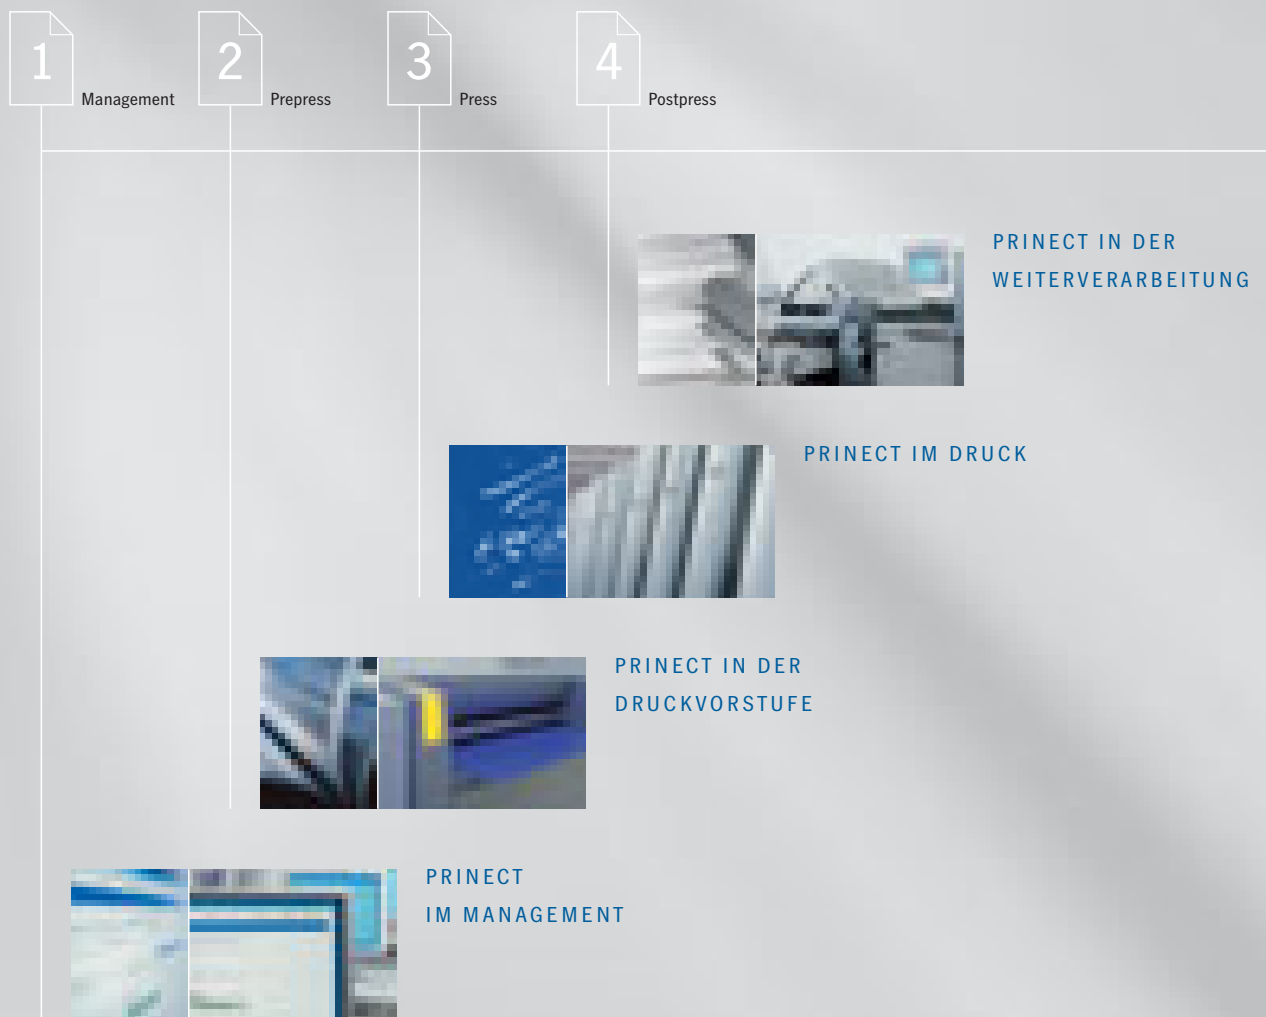 1
Management
2
Prepress
3
Press
4
Postpress
PRINECT IN DER
WEITERVERARBEITUNG
PRINECT IM DRUCK
PRINECT IN DER
DRUCKVORSTUFE
PRINECT
IM MANAGEMENT